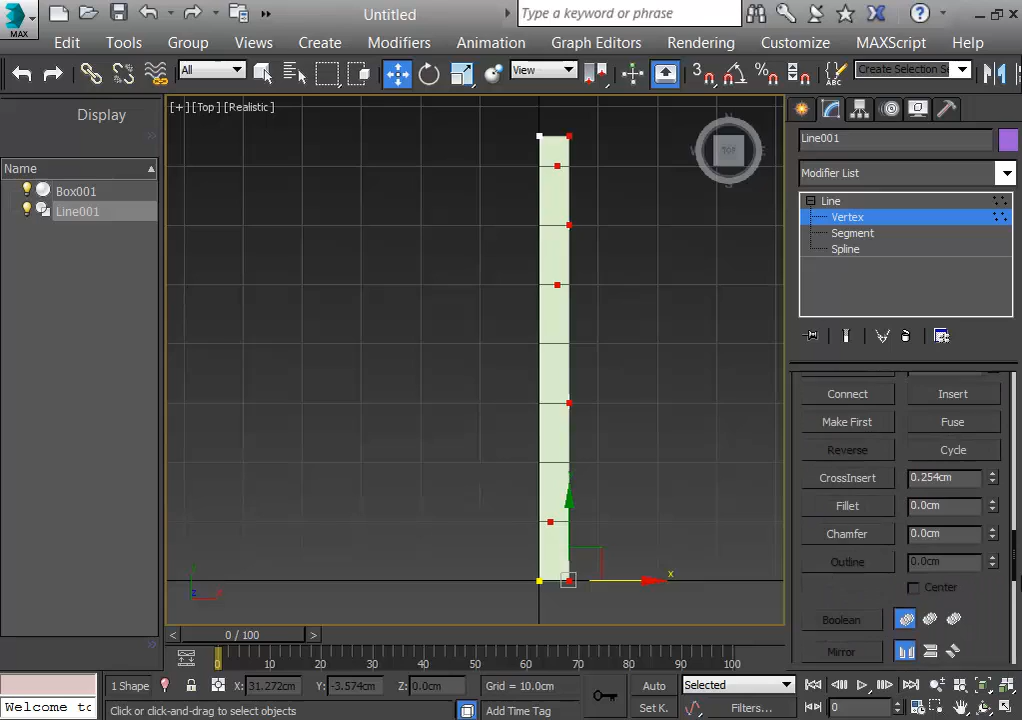 MAX
Untitled
Type a keyword or phrase
Edit Tools Group Views Create Modifiers Animation Graph Editors Rendering Customize MAXScript Help
All
View
3
%
ABC
Create Selection Se
Display
[+] [Top] [Realistic]
Name
Box001
Line001
TOP
Line001
Modifier List
Line
Vertex
Segment
Spline
Connect Insert
Make First Fuse
Reverse Cycle
CrossInsert 0.254cm
Fillet 0.0cm
Chamfer 0.0cm
Outline 0.0cm
Center
Boolean
Mirror
x
z
< 0 / 100 >
0 10 20 30 40 50 60 70 80 90 100
1 Shape X: 31.272cm Y: -3.574cm Z: 0.0cm Grid = 10.0cm Auto Selected
Welcome to Click or click-and-drag to select objects Add Time Tag Set K. Filters... 0